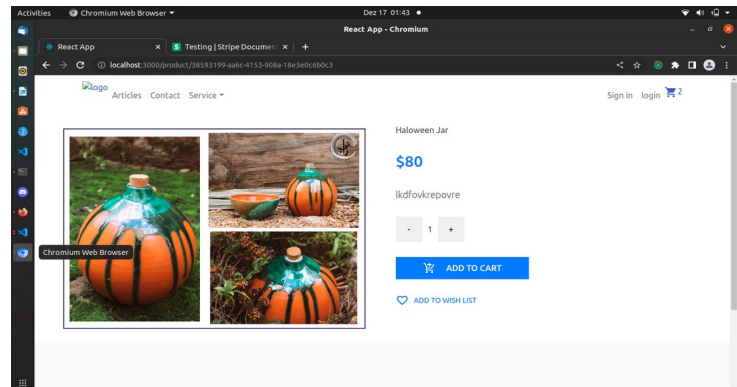 Activities Chromium Web Browser Dez 17 01:43
React App - Chromium
React App Testing | Stripe Documen
localhost:3000/product/38593199-aa6c-4153-908a-18e3e0c6b0c3
logo Articles Contact Service Sign in login 2
Haloween Jar
$80
lkdfovkrepovre
- 1 +
Chromium Web Browser
ADD TO CART
ADD TO WISH LIST